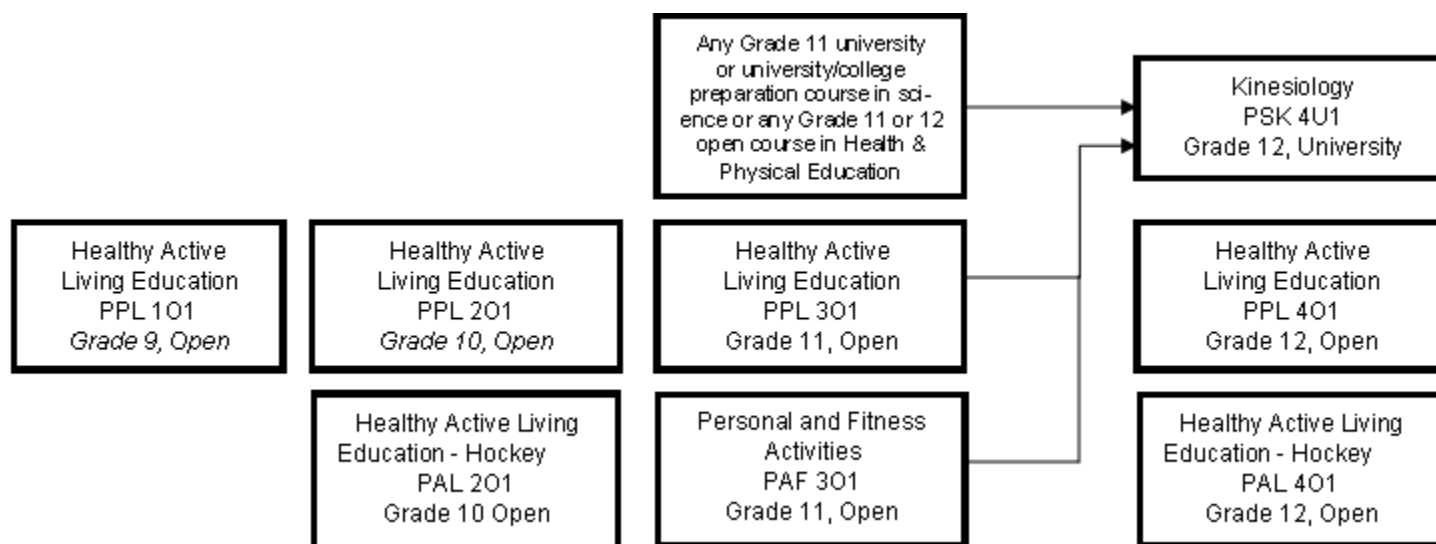 Any Grade 11 university
or university/college
preparation course in sci-
ence or any Grade 11 or 12
open course in Health &
Physical Education
Kinesiology
PSK 4U1
Grade 12, University
Healthy Active
Living Education
PPL 1O1
Grade 9, Open
Healthy Active
Living Education
PPL 2O1
Grade 10, Open
Healthy Active
Living Education
PPL 3O1
Grade 11, Open
Healthy Active
Living Education
PPL 4O1
Grade 12, Open
Healthy Active Living
Education - Hockey
PAL 2O1
Grade 10 Open
Personal and Fitness
Activities
PAF 3O1
Grade 11, Open
Healthy Active Living
Education - Hockey
PAL 4O1
Grade 12, Open